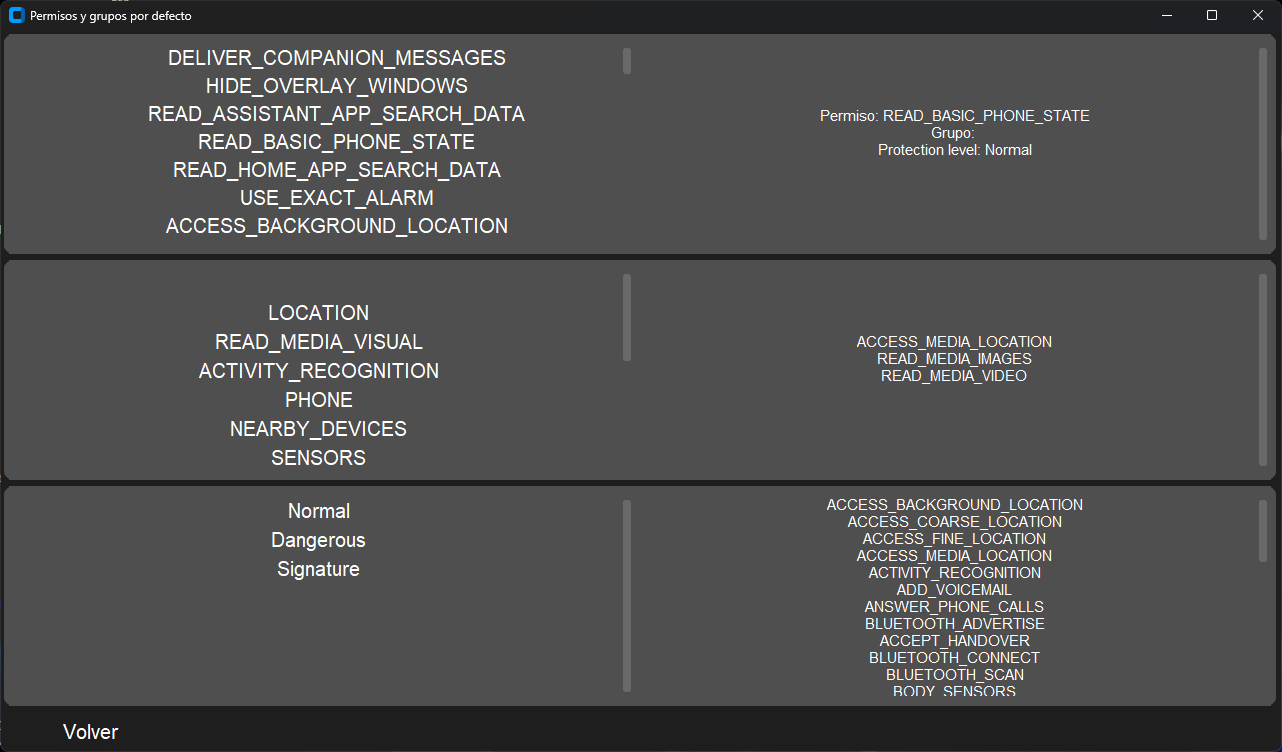 Permisos y grupos por defecto
DELIVER_COMPANION_MESSAGES
HIDE_OVERLAY_WINDOWS
READ_ASSISTANT_APP_SEARCH_DATA
READ_BASIC_PHONE_STATE
READ_HOME_APP_SEARCH_DATA
USE_EXACT_ALARM
ACCESS_BACKGROUND_LOCATION
Permiso: READ_BASIC_PHONE_STATE
Grupo:
Protection level: Normal
LOCATION
READ_MEDIA_VISUAL
ACTIVITY_RECOGNITION
PHONE
NEARBY_DEVICES
SENSORS
ACCESS_MEDIA_LOCATION
READ_MEDIA_IMAGES
READ_MEDIA_VIDEO
Normal
Dangerous
Signature
ACCESS_BACKGROUND_LOCATION
ACCESS_COARSE_LOCATION
ACCESS_FINE_LOCATION
ACCESS_MEDIA_LOCATION
ACTIVITY_RECOGNITION
ADD_VOICEMAIL
ANSWER_PHONE_CALLS
BLUETOOTH_ADVERTISE
ACCEPT_HANDOVER
BLUETOOTH_CONNECT
BLUETOOTH_SCAN
BODY_SENSORS
Volver